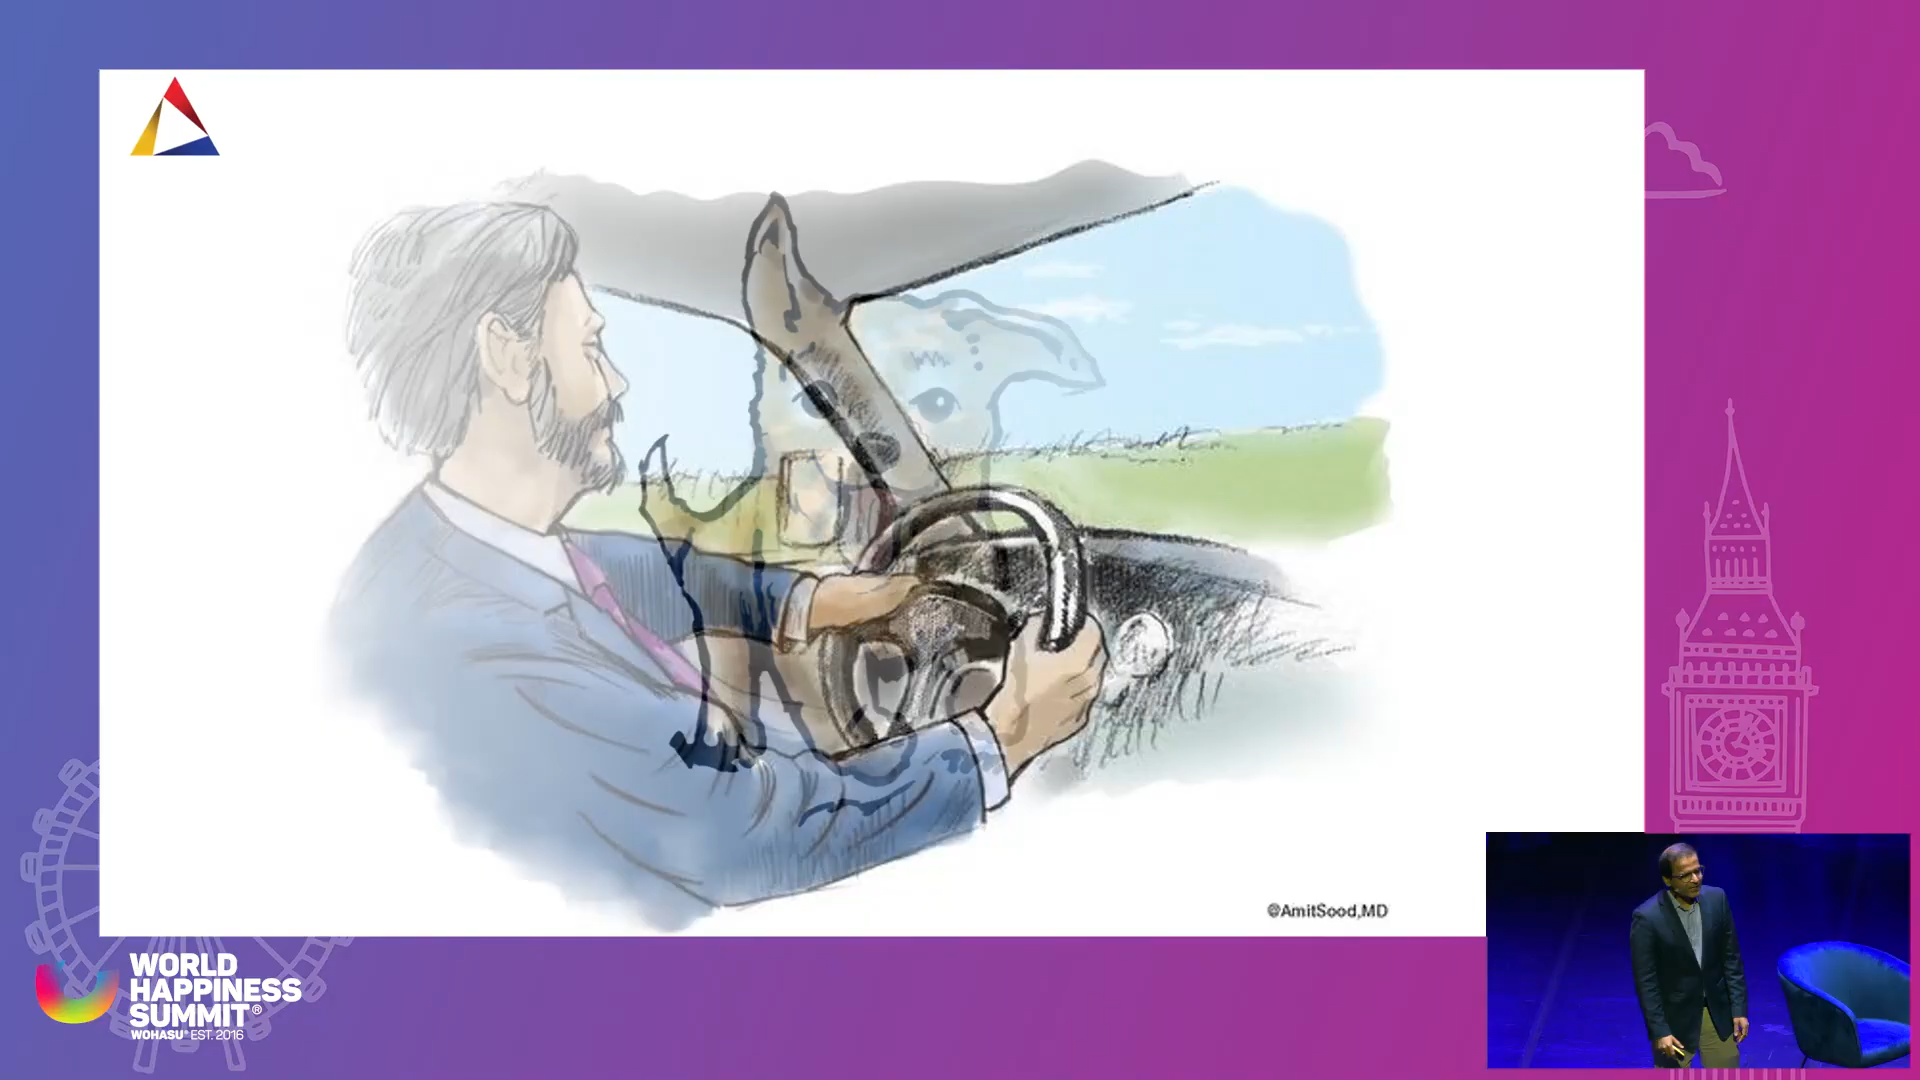 @AmitSood,MD
WORLD
HAPPINESS
SUMMIT®
WOHASU® EST. 2016